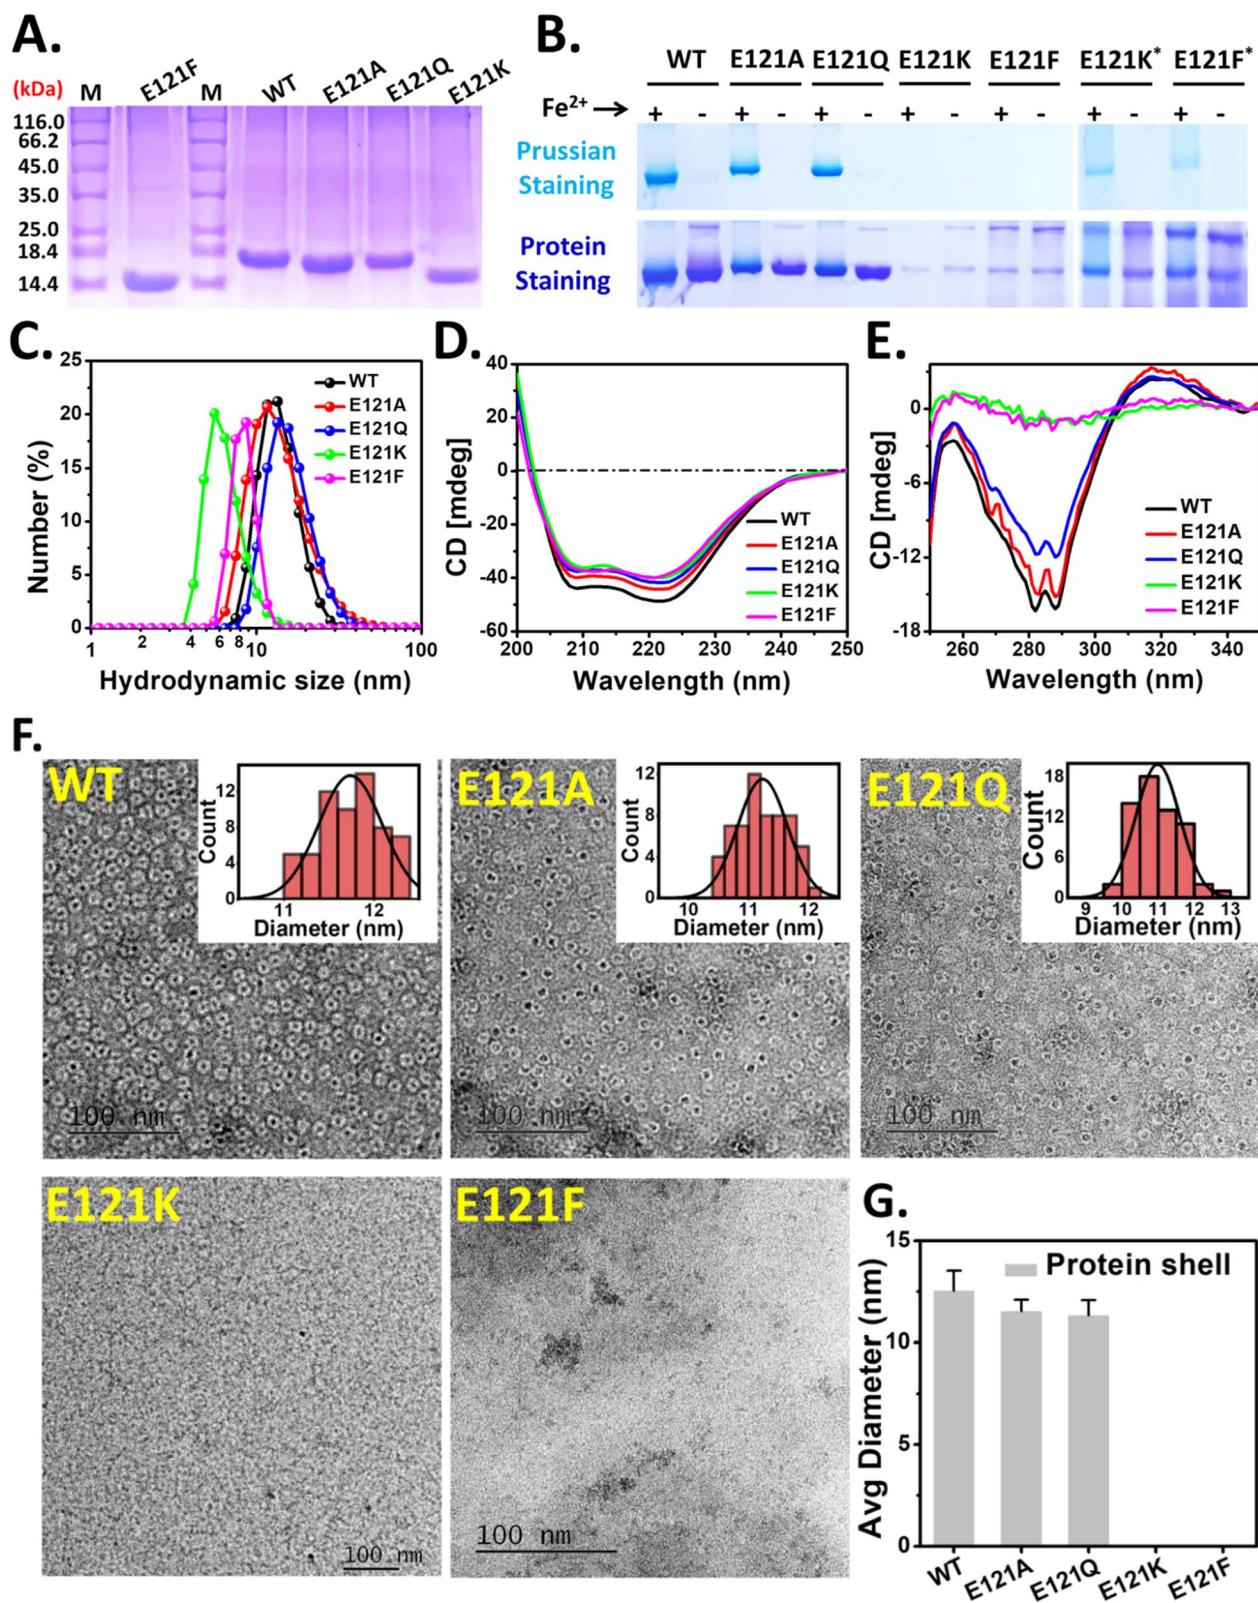 A.
(kDa) M E121F M WT E121A E121Q E121K
116.0
66.2
45.0
35.0
25.0
18.4
14.4
B.
WT E121A E121Q E121K E121F E121K* E121F*
Fe²⁺ → + - + - + - + - + - + - + -
Prussian
Staining
Protein
Staining
C.
25
20
15
10
5
0
Number (%)
WT
E121A
E121Q
E121K
E121F
1 2 4 6 8 10 100
Hydrodynamic size (nm)
D.
40
20
0
-20
-40
-60
CD [mdeg]
WT
E121A
E121Q
E121K
E121F
200 210 220 230 240 250
Wavelength (nm)
E.
0
-6
-12
-18
CD [mdeg]
WT
E121A
E121Q
E121K
E121F
260 280 300 320 340
Wavelength (nm)
F.
WT
12
8
4
0
Count
11 12
Diameter (nm)
100 nm
E121A
12
8
4
0
Count
10 11 12
Diameter (nm)
100 nm
E121Q
18
12
6
0
Count
9 10 11 12 13
Diameter (nm)
100 nm
E121K
100 nm
E121F
100 nm
G.
15
10
5
0
Avg Diameter (nm)
Protein shell
WT E121A E121Q E121K E121F